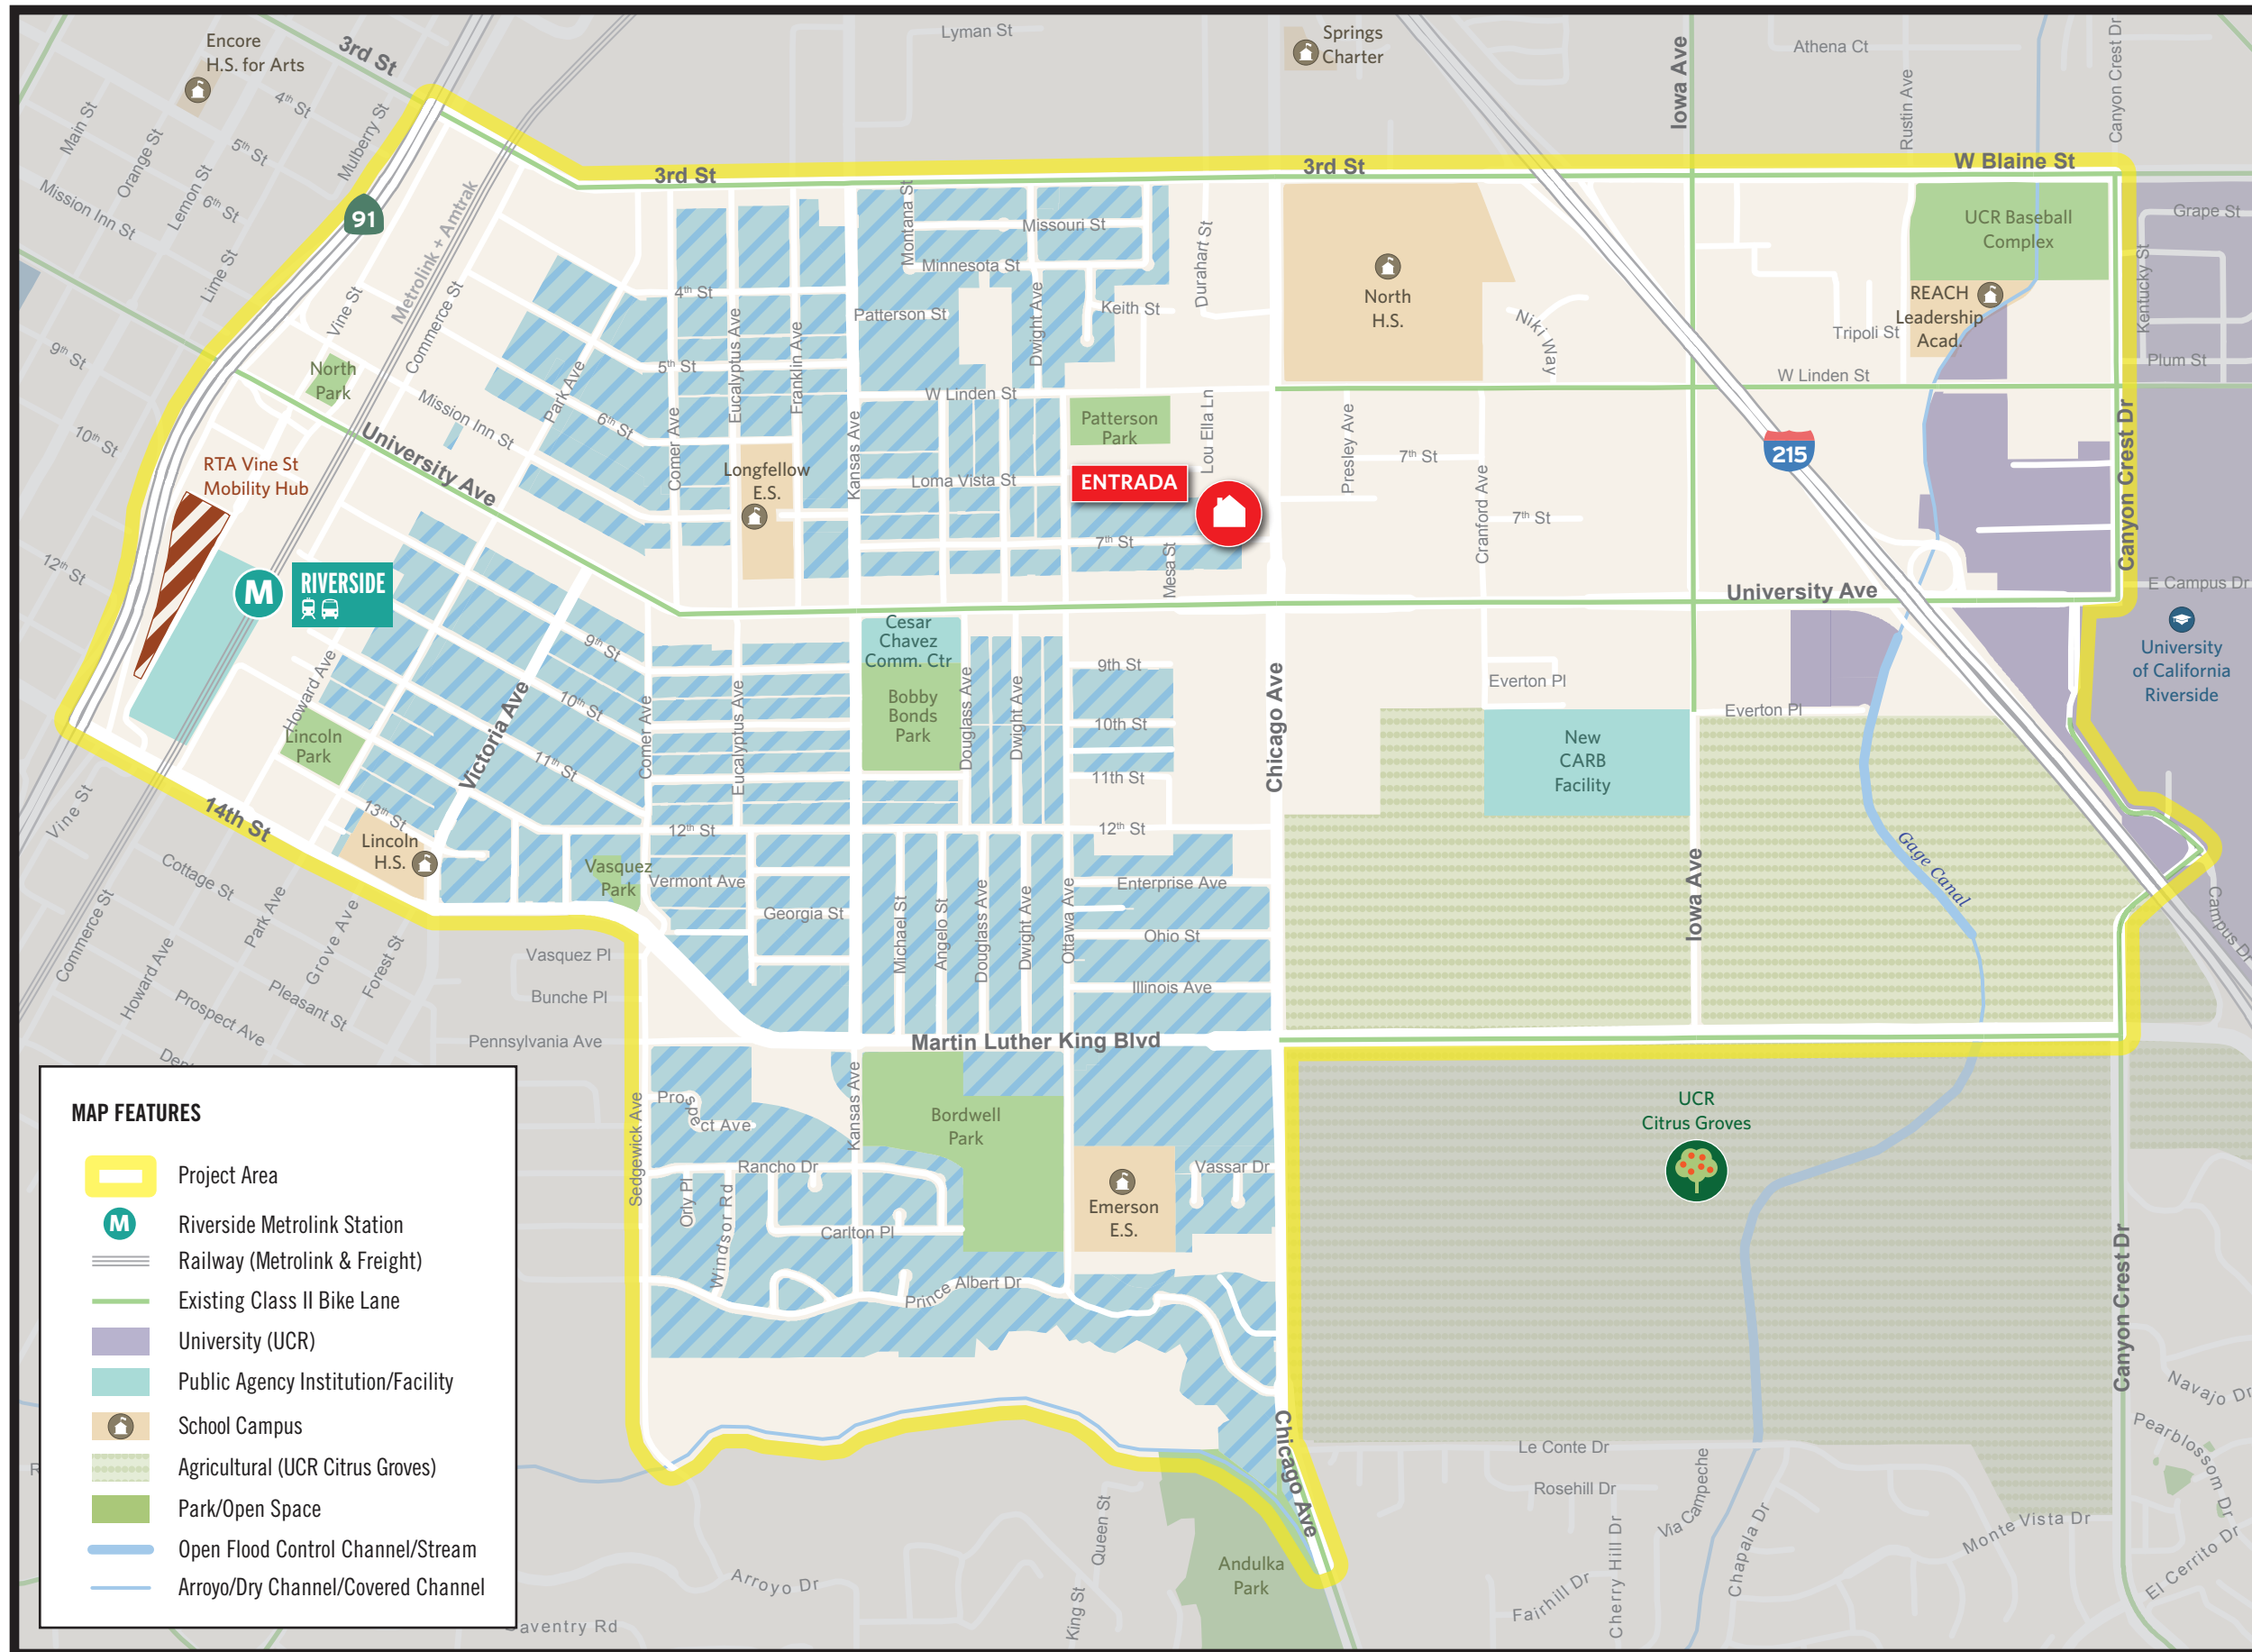 Encore
H.S. for Arts
3rd St
4th St
5th St
6th St
Main St
Orange St
Lemon St
Mulberry St
Mission Inn St
Lime St
9th St
10th St
12th St
91
Metrolink + Amtrak
Commerce St
Vine St
North
Park
Mission Inn St
University Ave
RTA Vine St
Mobility Hub
M
RIVERSIDE
Howard Ave
Lincoln
Park
13th St
Lincoln
H.S.
14th St
Vine St
Commerce St
Cottage St
Howard Ave
Park Ave
Grove Ave
Forest St
Prospect Ave
Pleasant St
Lyman St
Springs
Charter
Iowa Ave
Athena Ct
Rustin Ave
Canyon Crest Dr
3rd St
3rd St
W Blaine St
Montana St
Missouri St
Minnesota St
Durahart St
4th St
Patterson St
Keith St
Dwight Ave
5th St
Eucalyptus Ave
Franklin Ave
Park Ave
6th St
Comer Ave
Kansas Ave
W Linden St
Patterson
Park
Lou Ella Ln
Longfellow
E.S.
Loma Vista St
ENTRADA
7th St
Mesa St
North
H.S.
Niki Way
Presley Ave
7th St
Cranford Ave
7th St
UCR Baseball
Complex
REACH
Leadership
Acad.
Tripoli St
W Linden St
Grape St
Kentucky St
Plum St
215
Canyon Crest Dr
E Campus Dr
University Ave
University
of California
Riverside
9th St
10th St
11th St
Victoria Ave
Comer Ave
Eucalyptus Ave
Cesar
Chavez
Comm. Ctr
Bobby
Bonds
Park
Douglass Ave
Dwight Ave
9th St
10th St
11th St
Chicago Ave
Everton Pl
Everton Pl
New
CARB
Facility
12th St
12th St
Vasquez
Park
Vermont Ave
Georgia St
Michael St
Angelo St
Douglass Ave
Dwight Ave
Ottawa Ave
Enterprise Ave
Ohio St
Illinois Ave
Iowa Ave
Gage Canal
Campus Dr
Vasquez Pl
Bunche Pl
Pennsylvania Ave
Martin Luther King Blvd
Sedgewick Ave
Prospect Ave
Kansas Ave
Bordwell
Park
Rancho Dr
Orly Pl
Windsor Rd
Carlton Pl
Emerson
E.S.
Vassar Dr
Prince Albert Dr
UCR
Citrus Groves
Canyon Crest Dr
Chicago Ave
Le Conte Dr
Rosehill Dr
Via Campeche
Chapala Dr
Cherry Hill Dr
Fairhill Dr
Monte Vista Dr
Navajo Dr
Pearblossom Dr
El Cerrito Dr
Andulka
Park
Queen St
King St
Arroyo Dr
MAP FEATURES
Project Area
M
Riverside Metrolink Station
Railway (Metrolink & Freight)
Existing Class II Bike Lane
University (UCR)
Public Agency Institution/Facility
School Campus
Agricultural (UCR Citrus Groves)
Park/Open Space
Open Flood Control Channel/Stream
Arroyo/Dry Channel/Covered Channel